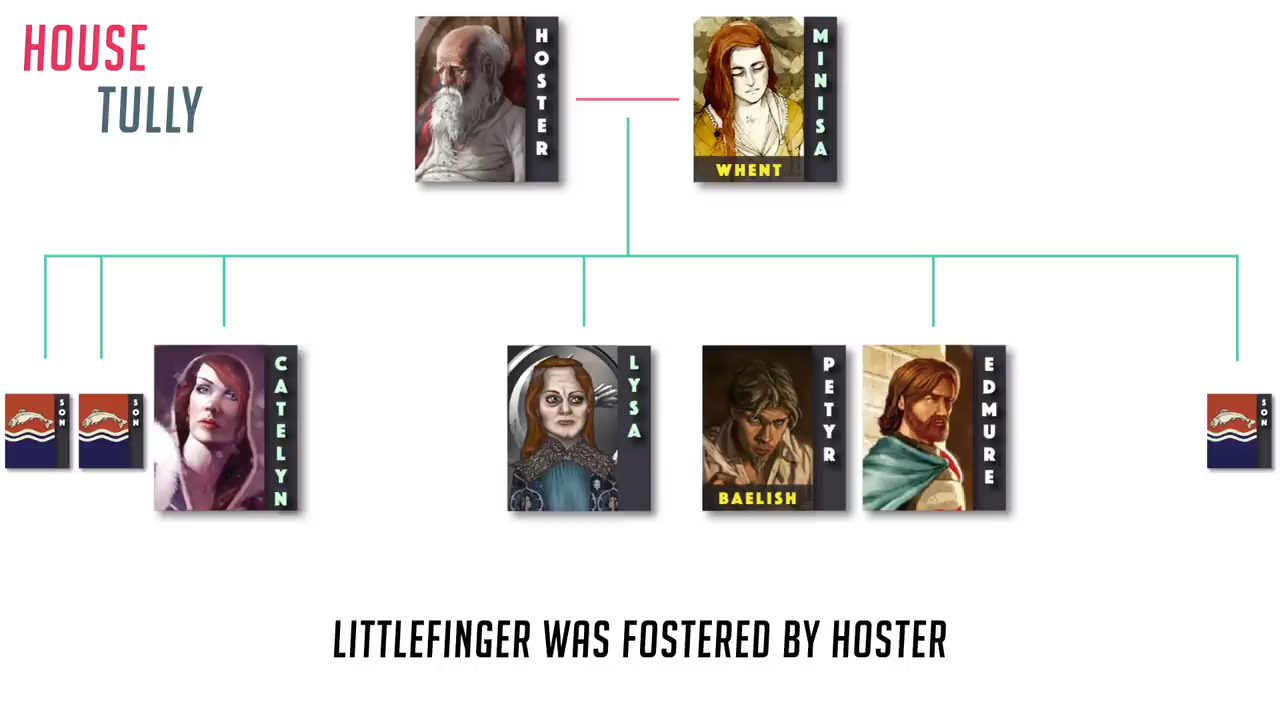 HOUSE
TULLY
HOSTER
MINISA
WHENT
SON
SON
CATELYN
LYSA
PETYR
BAELISH
EDMURE
SON
LITTLEFINGER WAS FOSTERED BY HOSTER